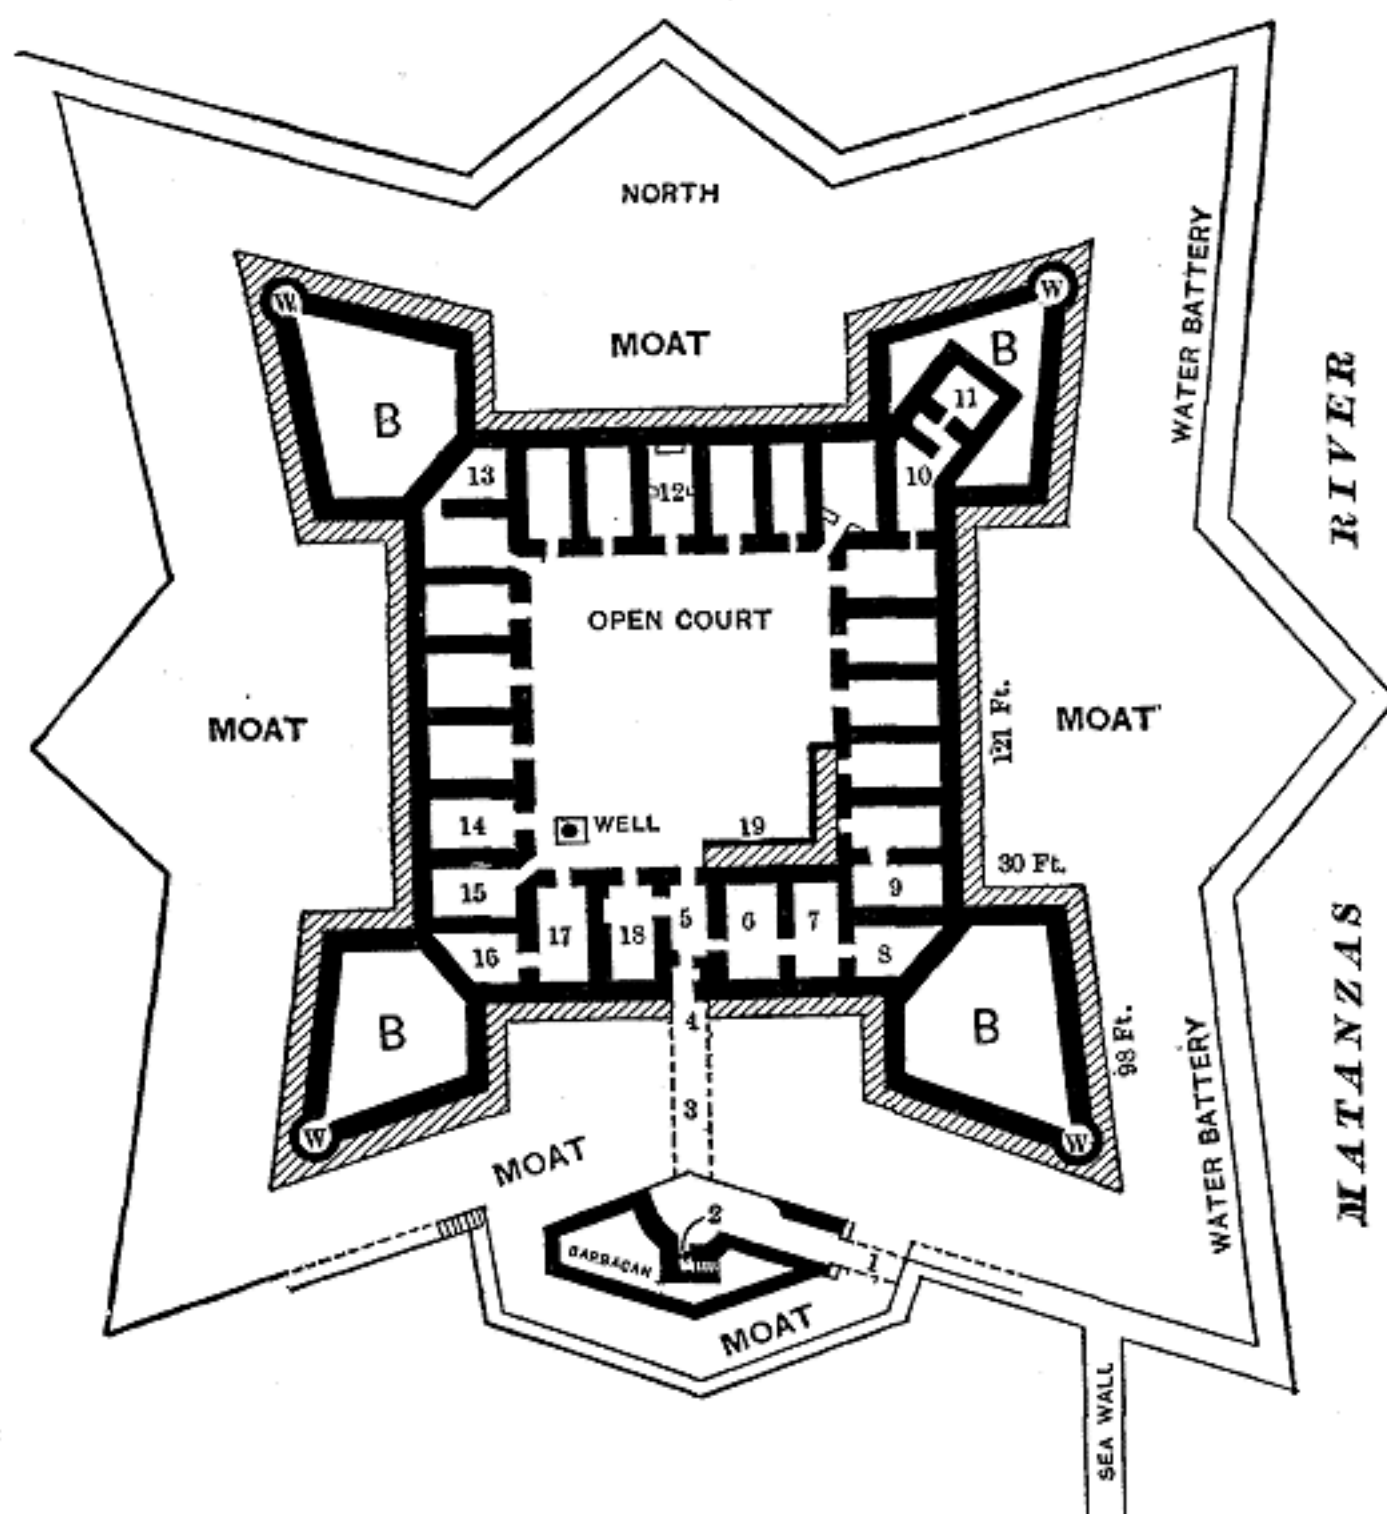 NORTH
WATER BATTERY
W
W
MOAT
B
RIVER
11
B
13
12
10
OPEN COURT
MOAT
121 Ft.
MOAT
14
WELL
19
30 Ft.
15
9
17
18
5
6
7
16
8
B
4
B
98 Ft.
MATANZAS
3
WATER BATTERY
W
W
MOAT
2
BARBACAN
1
MOAT
SEA WALL